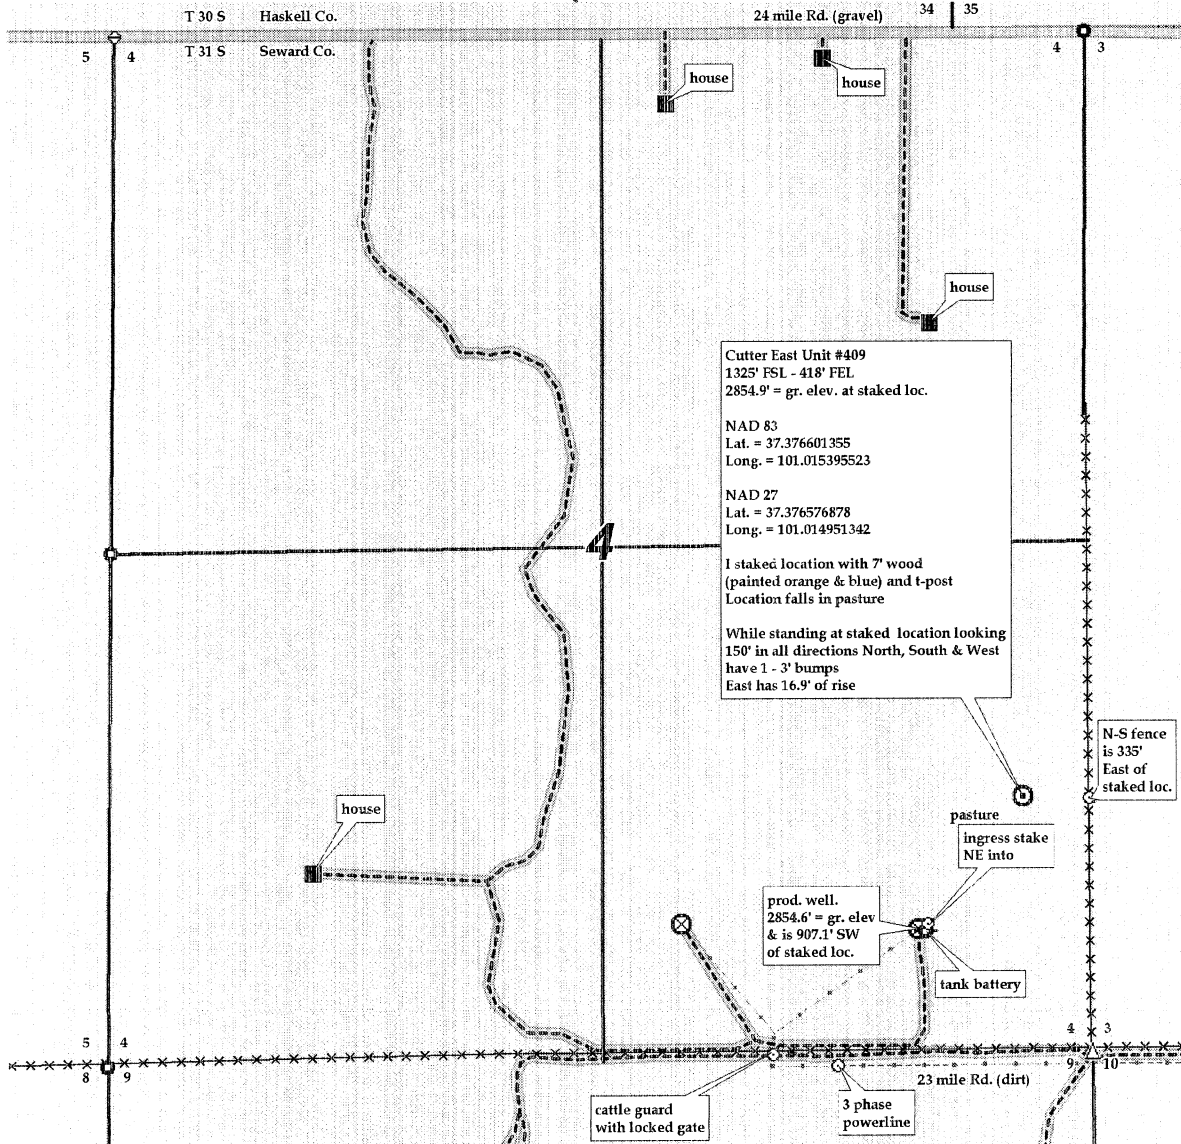 T 30 S Haskell Co.
24 mile Rd. (gravel)
34 35
5 4
T 31 S Seward Co.
4 3
house
house
house
Cutter East Unit #409
1325' FSL - 418' FEL
2854.9' = gr. elev. at staked loc.
NAD 83
Lat. = 37.376601355
Long. = 101.015395523
NAD 27
Lat. = 37.376576878
Long. = 101.014951342
I staked location with 7' wood
(painted orange & blue) and t-post
Location falls in pasture
While standing at staked location looking
150' in all directions North, South & West
have 1 - 3' bumps
East has 16.9' of rise
4
N-S fence
is 335'
East of
staked loc.
house
pasture
ingress stake
NE into
prod. well.
2854.6' = gr. elev
& is 907.1' SW
of staked loc.
tank battery
5 4
8 9
4 3
9 10
23 mile Rd. (dirt)
cattle guard
with locked gate
3 phase
powerline